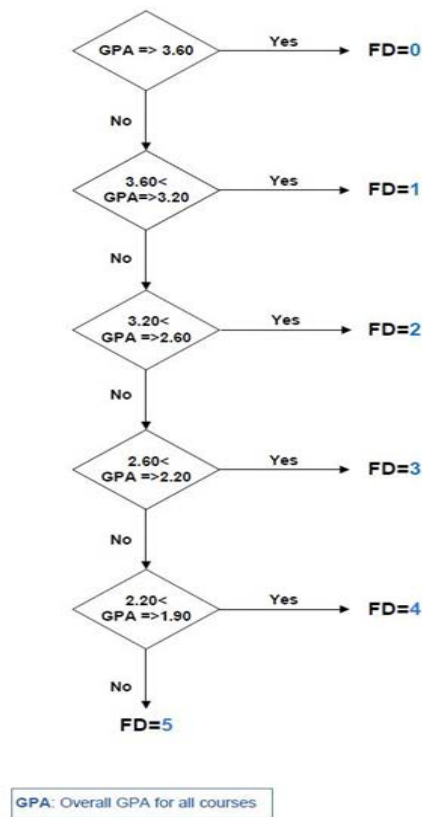 GPA => 3.60
Yes
FD=0
No
3.60<
GPA=>3.20
Yes
FD=1
No
3.20<
GPA =>2.60
Yes
FD=2
No
2.60<
GPA =>2.20
Yes
FD=3
No
2.20<
GPA =>1.90
Yes
FD=4
No
FD=5
GPA: Overall GPA for all courses